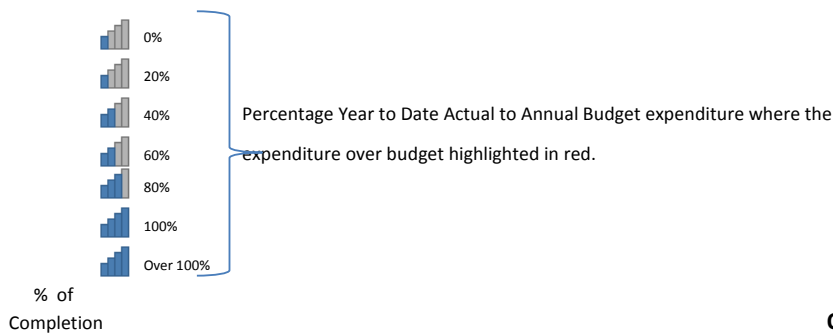 0%
20%
40%
60%
80%
100%
Over 100%
Percentage Year to Date Actual to Annual Budget expenditure where the
expenditure over budget highlighted in red.
% of
Completion